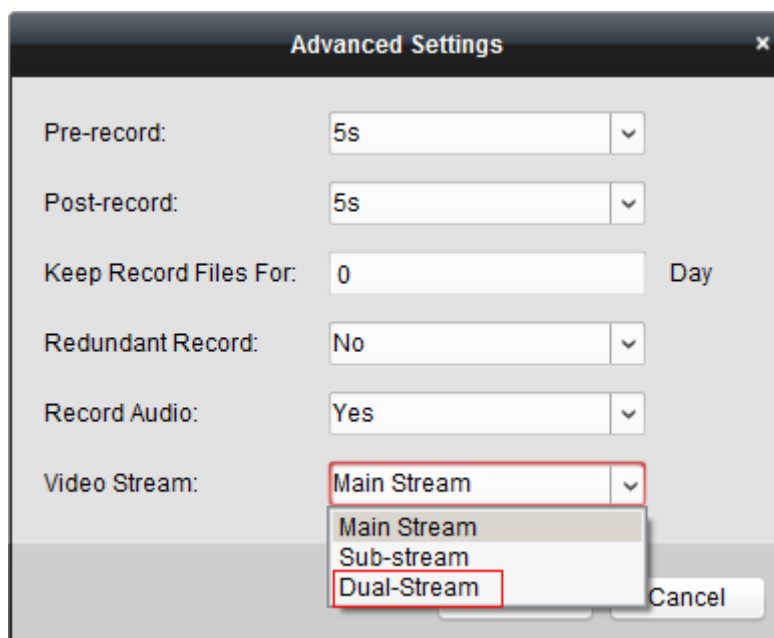 Advanced Settings ×
Pre-record: 5s
Post-record: 5s
Keep Record Files For: 0 Day
Redundant Record: No
Record Audio: Yes
Video Stream: Main Stream
Main Stream
Sub-stream
Dual-Stream
Cancel